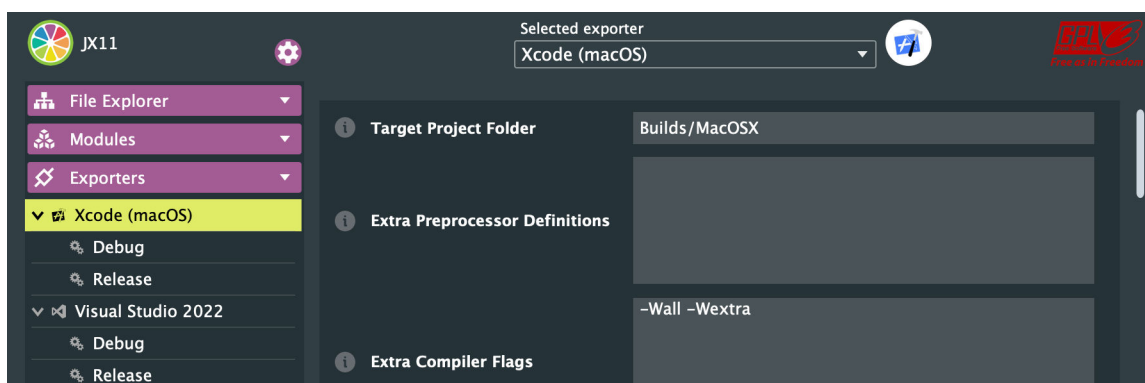 JX11
Selected exporter
Xcode (macOS)
File Explorer
Modules
Exporters
Xcode (macOS)
Debug
Release
Visual Studio 2022
Debug
Release
Target Project Folder
Builds/MacOSX
Extra Preprocessor Definitions
-Wall -Wextra
Extra Compiler Flags